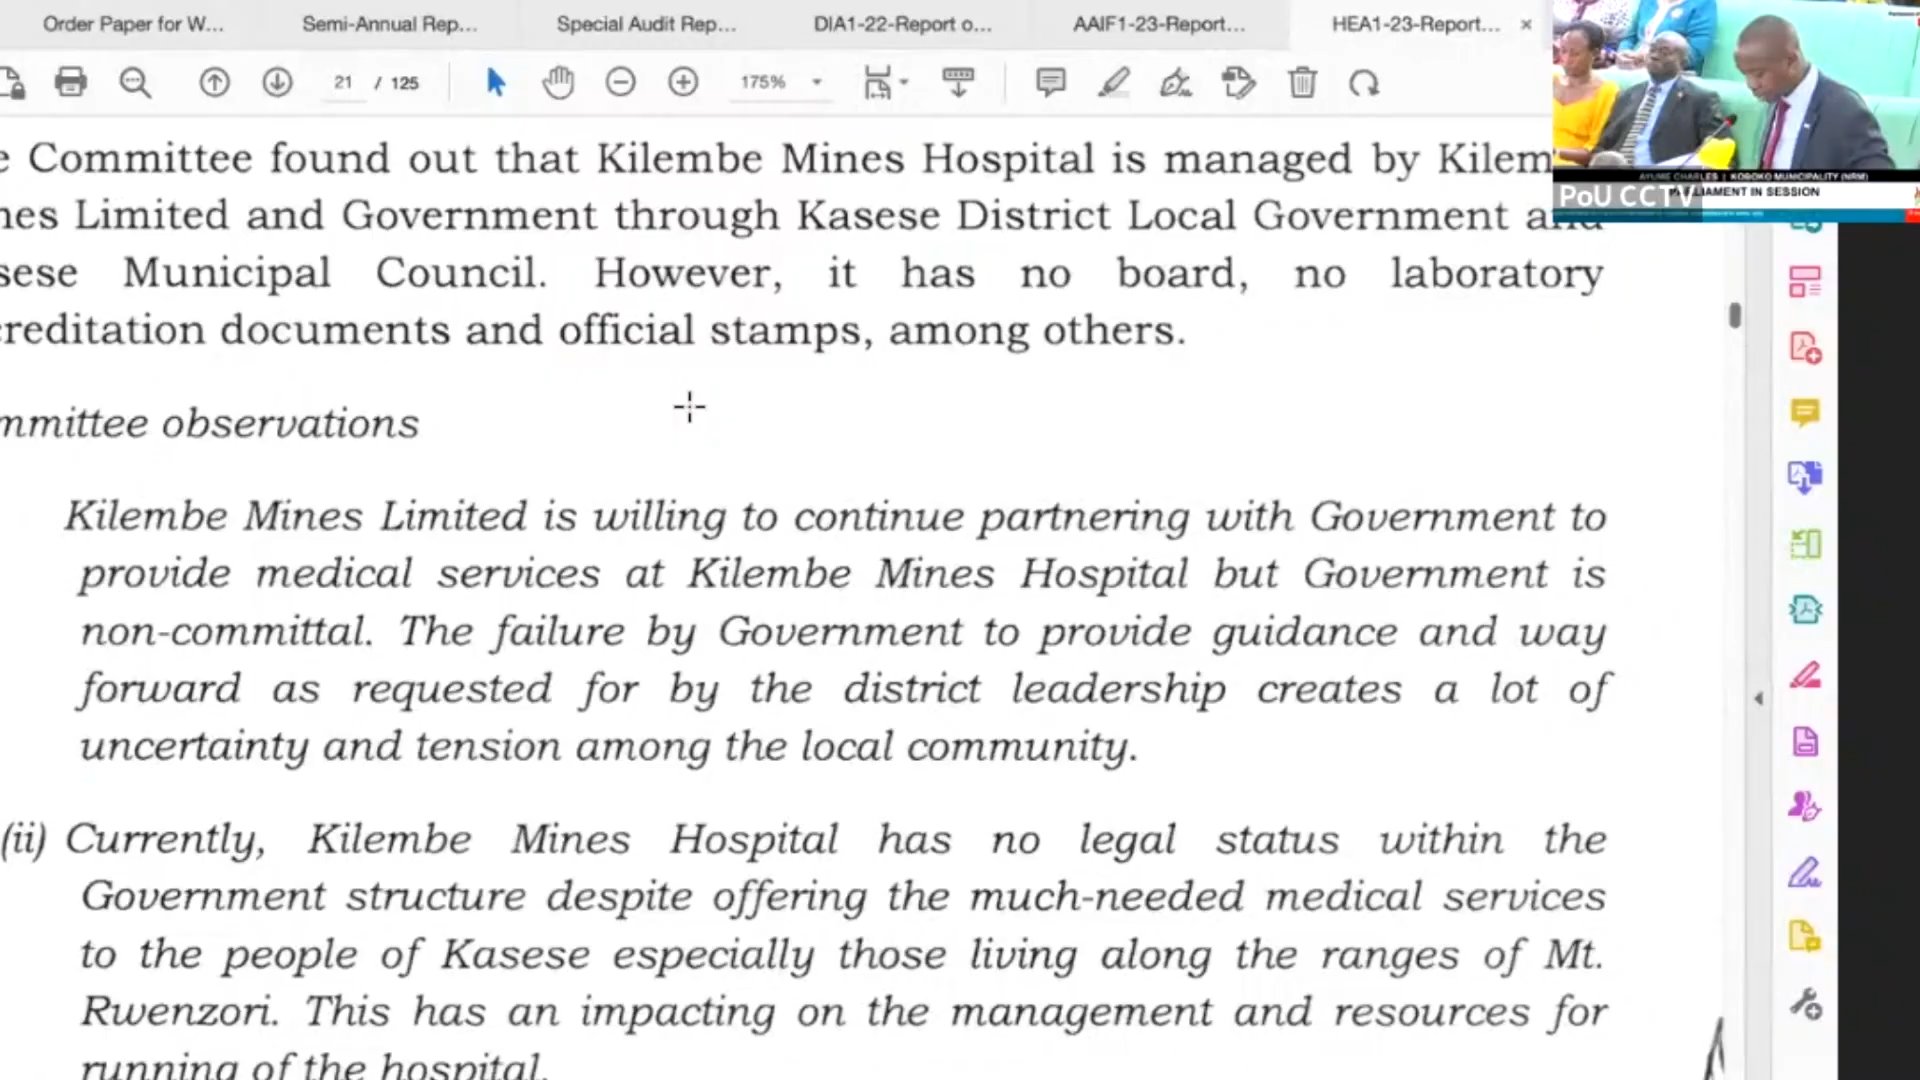 Order Paper for W...
Semi-Annual Rep...
Special Audit Rep...
DIA1-22-Report o...
AAIF1-23-Report...
HEA1-23-Report... ×
21 / 125
175%
e Committee found out that Kilembe Mines Hospital is managed by Kilem
nes Limited and Government through Kasese District Local Government and
sese Municipal Council. However, it has no board, no laboratory
creditation documents and official stamps, among others.
mmittee observations
Kilembe Mines Limited is willing to continue partnering with Government to
provide medical services at Kilembe Mines Hospital but Government is
non-committal. The failure by Government to provide guidance and way
forward as requested for by the district leadership creates a lot of
uncertainty and tension among the local community.
(ii) Currently, Kilembe Mines Hospital has no legal status within the
Government structure despite offering the much-needed medical services
to the people of Kasese especially those living along the ranges of Mt.
Rwenzori. This has an impacting on the management and resources for
running of the hospital.
AYUME CHARLES | KOBOKO MUNICIPALITY (NRM)
PoU CCTV
LIAMENT IN SESSION